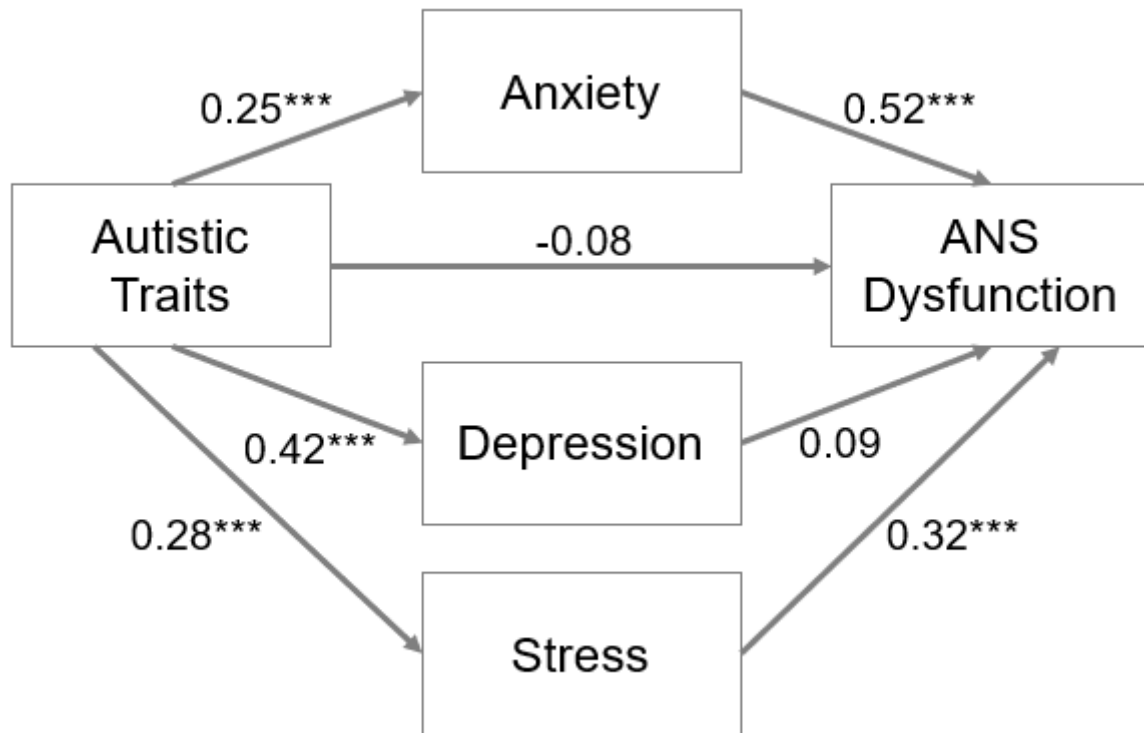 Anxiety
0.25***
0.52***
Autistic
Traits
-0.08
ANS
Dysfunction
Depression
0.42***
0.09
0.28***
0.32***
Stress